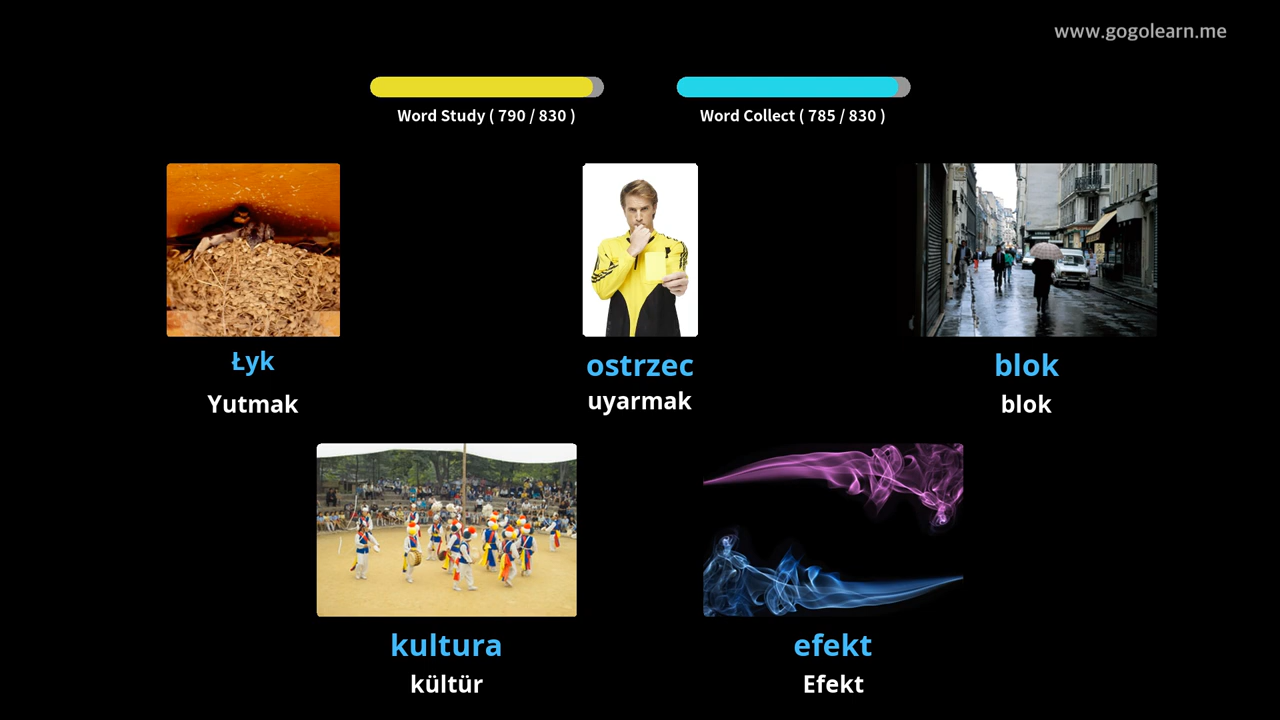 www.gogolearn.me
Word Study ( 790 / 830 )
Word Collect ( 785 / 830 )
Łyk
Yutmak
ostrzec
uyarmak
blok
blok
kultura
kültür
efekt
Efekt